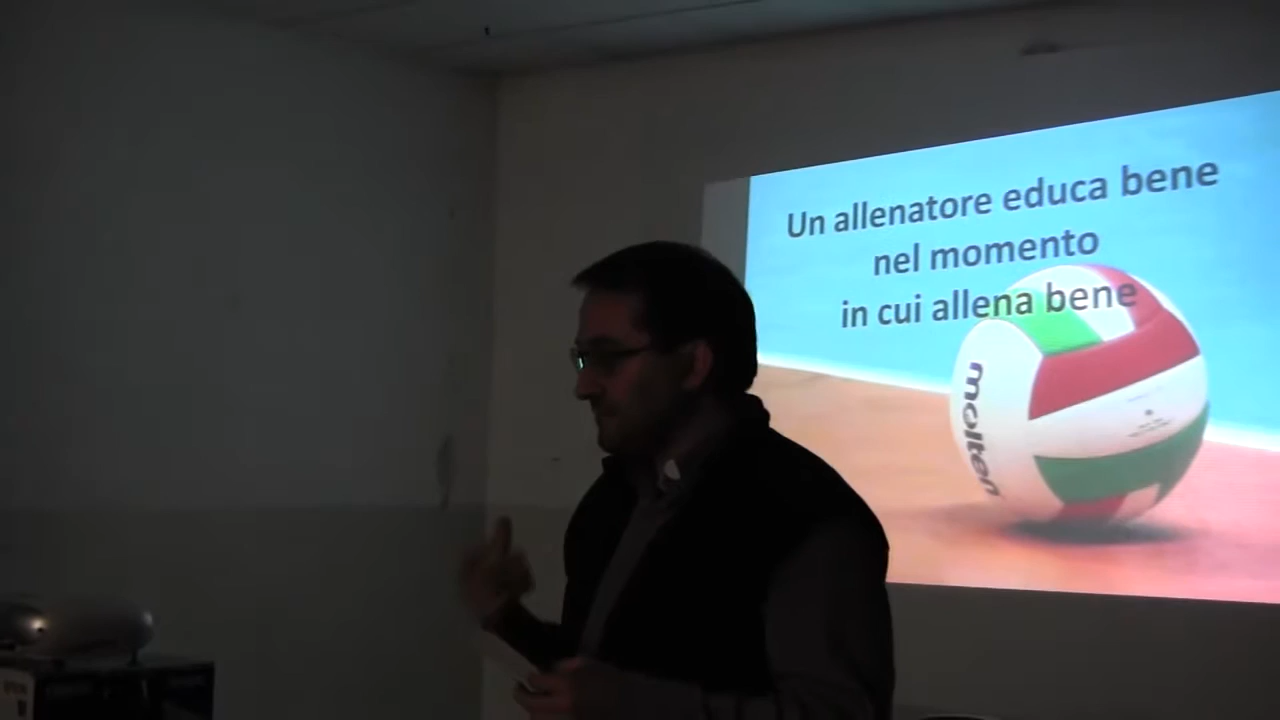 Un allenatore educa bene
nel momento
in cui allena bene
molten